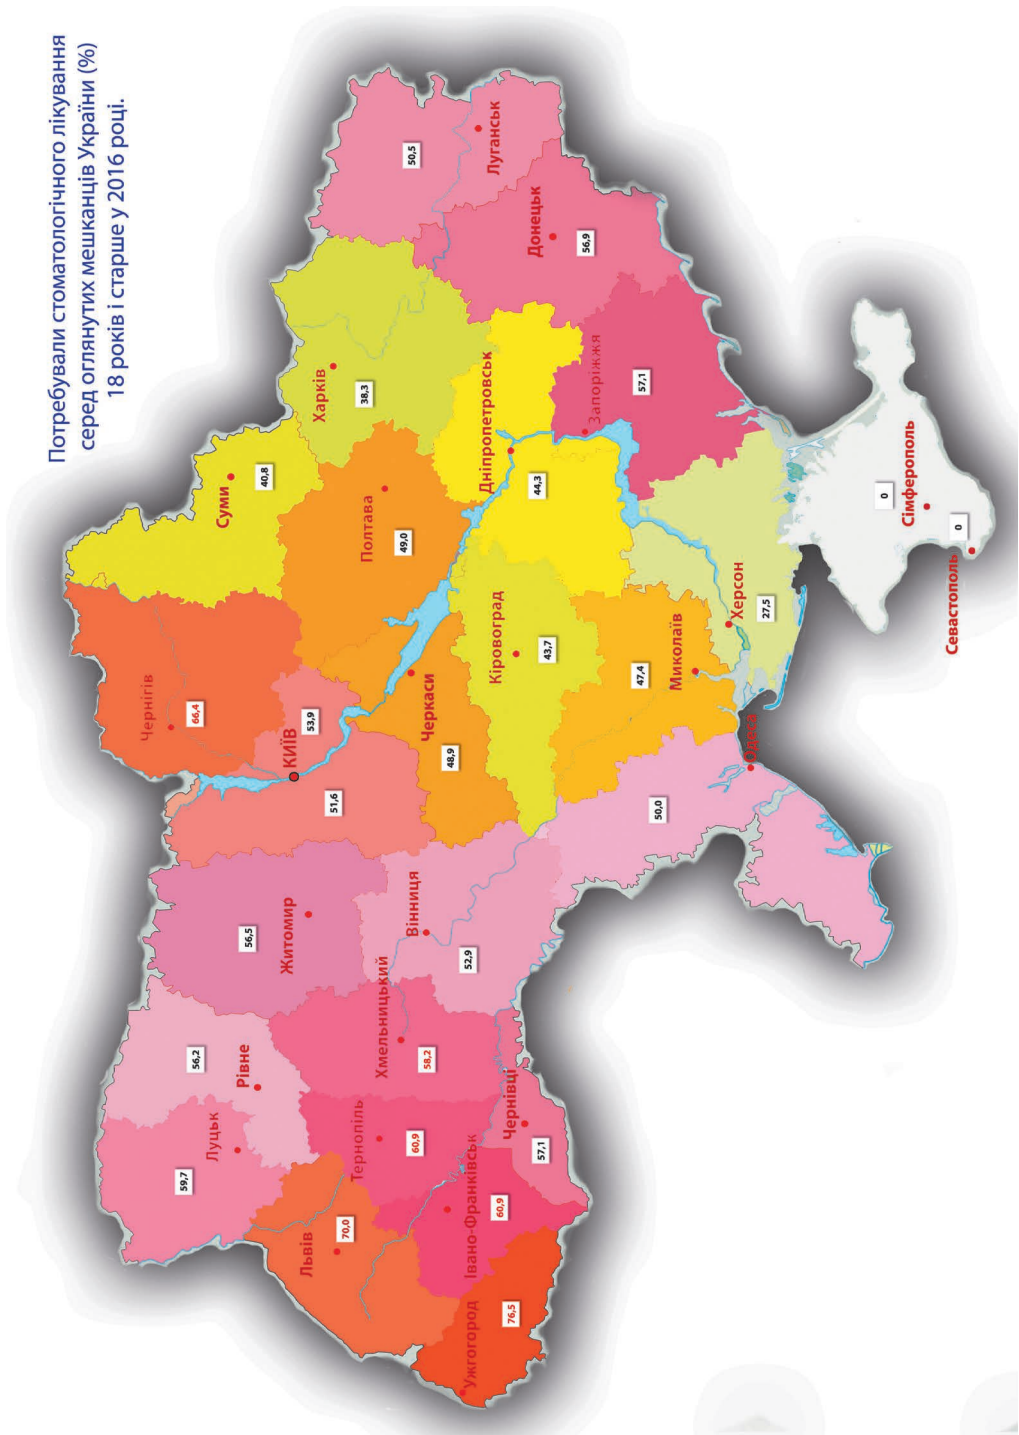 Потребували стоматологічного лікування
серед оглянутих мешканців України (%)
18 років і старше у 2016 році.
Луцьк
59,7
Рівне
56,2
Житомир
56,5
КИЇВ
53,9
51,6
Чернігів
66,4
Суми
40,8
Львів
70,0
Тернопіль
60,9
Хмельницький
58,2
Вінниця
52,9
Черкаси
48,9
Полтава
49,0
Харків
38,3
50,5
Луганськ
Ужгород
76,5
Івано-Франківськ
60,9
Чернівці
57,1
Кіровоград
43,7
Дніпропетровськ
44,3
Донецьк
56,9
Запоріжжя
57,1
Одеса
50,0
Миколаїв
47,4
Херсон
27,5
0
Сімферополь
0
Севастополь